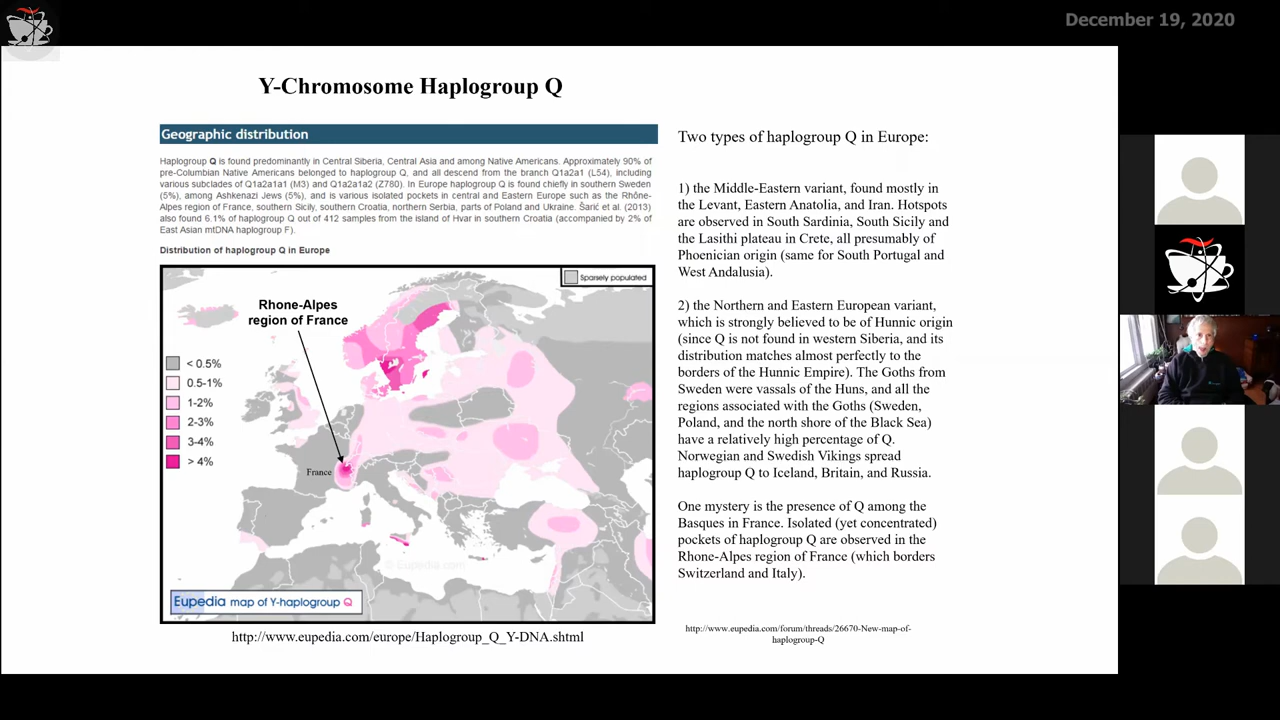 December 19, 2020
Y-Chromosome Haplogroup Q
Geographic distribution
Haplogroup Q is found predominantly in Central Siberia, Central Asia and among Native Americans. Approximately 90% of
pre-Columbian Native Americans belonged to haplogroup Q, and all descend from the branch Q1a2a1 (L54), including
various subclades of Q1a2a1a1 (M3) and Q1a2a1a2 (Z780). In Europe haplogroup Q is found chiefly in southern Sweden
(5%), among Ashkenazi Jews (5%), and is various isolated pockets in central and Eastern Europe such as the Rhône-
Alpes region of France, southern Sicily, southern Croatia, northern Serbia, parts of Poland and Ukraine. Šarić et al. (2013)
also found 6.1% of haplogroup Q out of 412 samples from the island of Hvar in southern Croatia (accompanied by 2% of
East Asian mtDNA haplogroup F).
Distribution of haplogroup Q in Europe
Sparsely populated
Rhone-Alpes
region of France
< 0.5%
0.5-1%
1-2%
2-3%
3-4%
> 4%
France
© Eupedia.com
Eupedia map of Y-haplogroup Q
http://www.eupedia.com/europe/Haplogroup_Q_Y-DNA.shtml
Two types of haplogroup Q in Europe:
1) the Middle-Eastern variant, found mostly in
the Levant, Eastern Anatolia, and Iran. Hotspots
are observed in South Sardinia, South Sicily and
the Lasithi plateau in Crete, all presumably of
Phoenician origin (same for South Portugal and
West Andalusia).
2) the Northern and Eastern European variant,
which is strongly believed to be of Hunnic origin
(since Q is not found in western Siberia, and its
distribution matches almost perfectly to the
borders of the Hunnic Empire). The Goths from
Sweden were vassals of the Huns, and all the
regions associated with the Goths (Sweden,
Poland, and the north shore of the Black Sea)
have a relatively high percentage of Q.
Norwegian and Swedish Vikings spread
haplogroup Q to Iceland, Britain, and Russia.
One mystery is the presence of Q among the
Basques in France. Isolated (yet concentrated)
pockets of haplogroup Q are observed in the
Rhone-Alpes region of France (which borders
Switzerland and Italy).
http://www.eupedia.com/forum/threads/26670-New-map-of-
haplogroup-Q